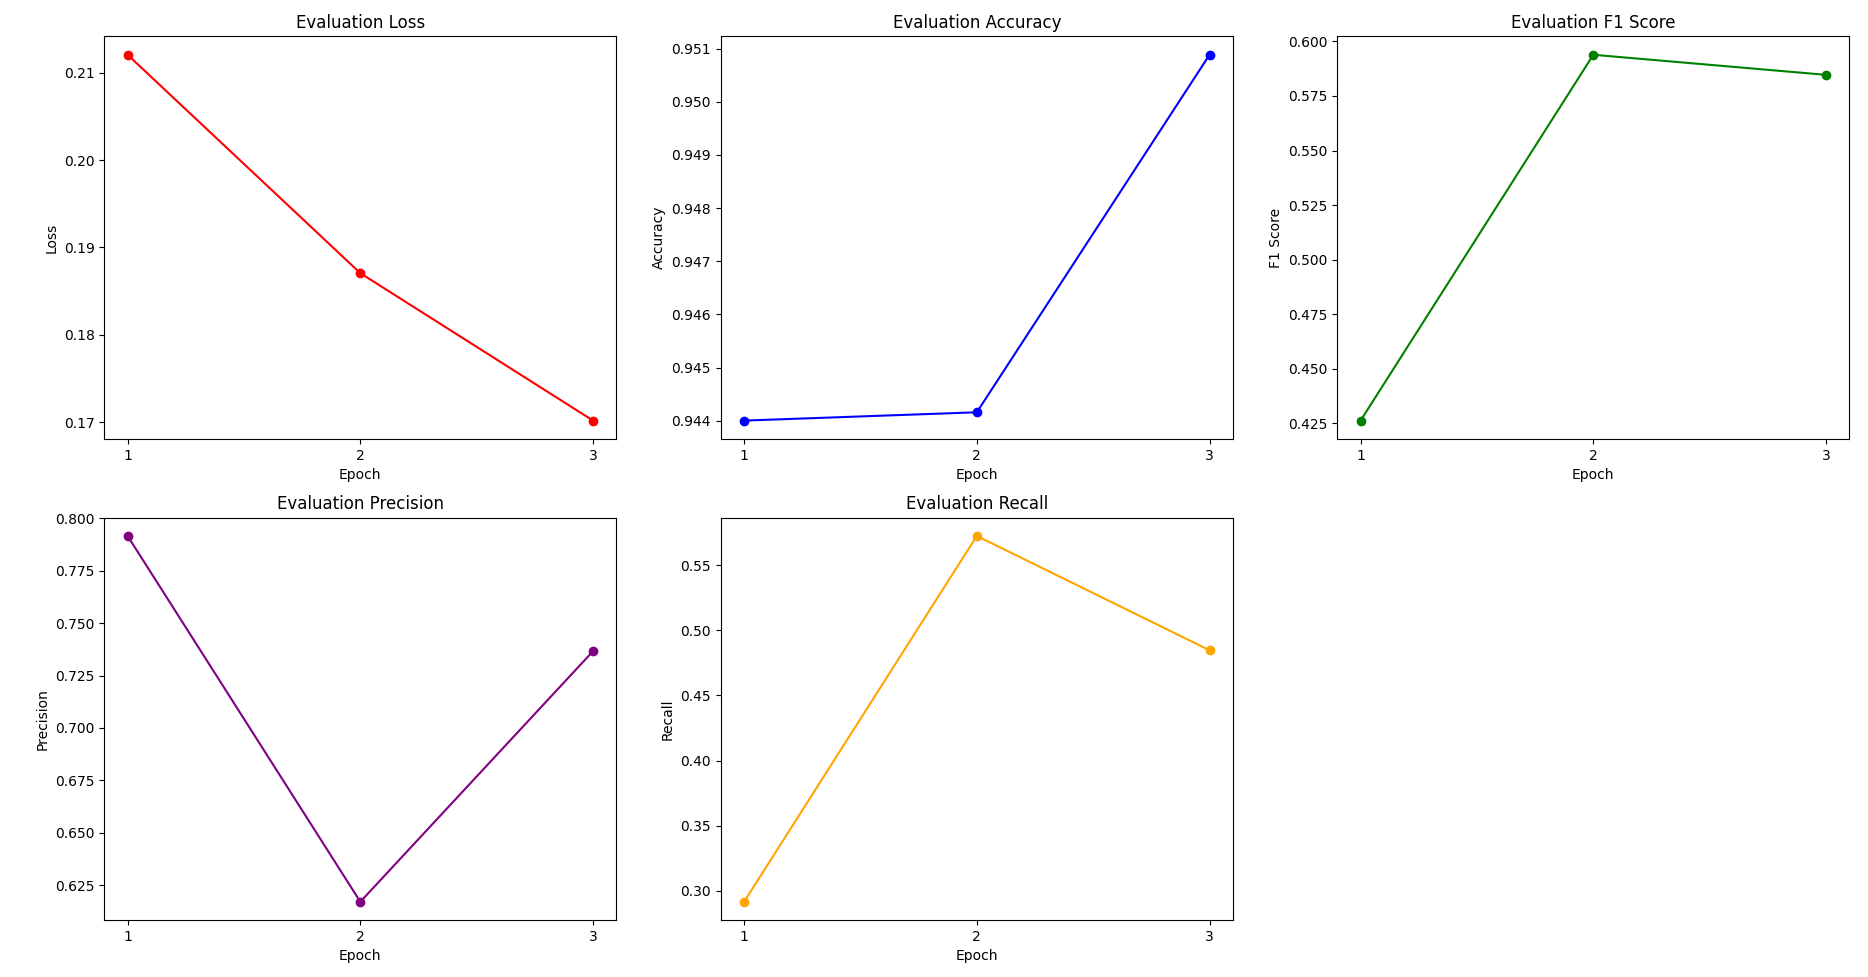 Evaluation Loss
0.21
0.20
0.19
0.18
0.17
Loss
1 2 3
Epoch
Evaluation Accuracy
0.951
0.950
0.949
0.948
0.947
0.946
0.945
0.944
Accuracy
1 2 3
Epoch
Evaluation F1 Score
0.600
0.575
0.550
0.525
0.500
0.475
0.450
0.425
F1 Score
1 2 3
Epoch
Evaluation Precision
0.800
0.775
0.750
0.725
0.700
0.675
0.650
0.625
Precision
1 2 3
Epoch
Evaluation Recall
0.55
0.50
0.45
0.40
0.35
0.30
Recall
1 2 3
Epoch